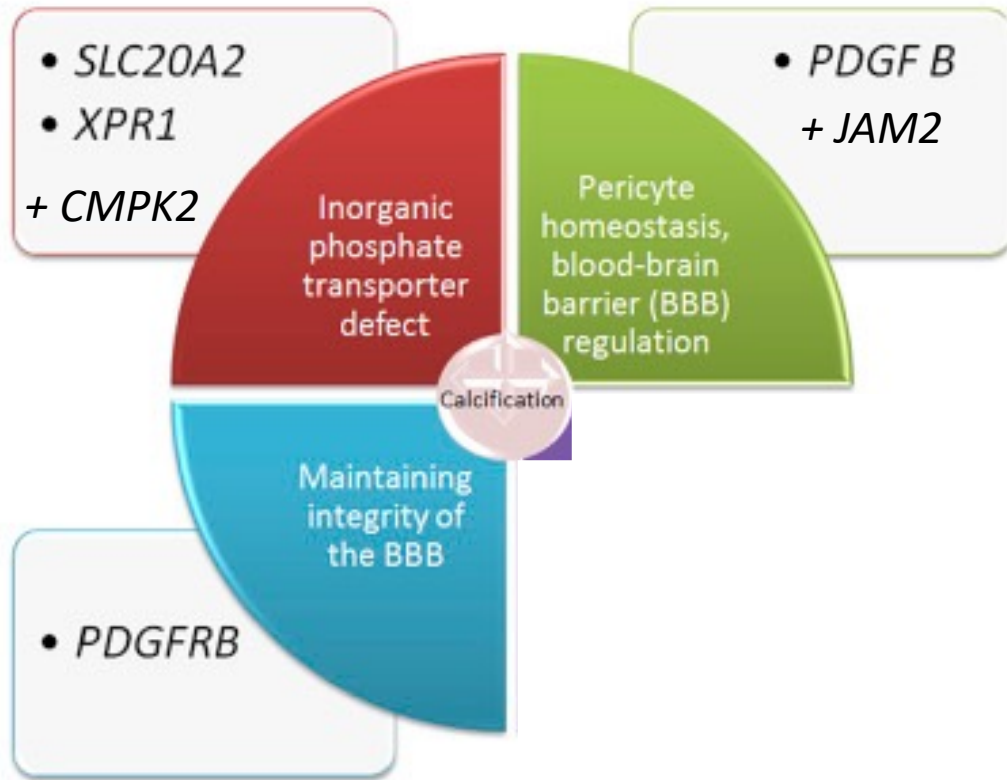 • SLC20A2
• XPR1
+ CMPK2
Inorganic
phosphate
transporter
defect
• PDGF B
+ JAM2
Pericyte
homeostasis,
blood-brain
barrier (BBB)
regulation
Calcification
Maintaining
integrity of
the BBB
• PDGFRB